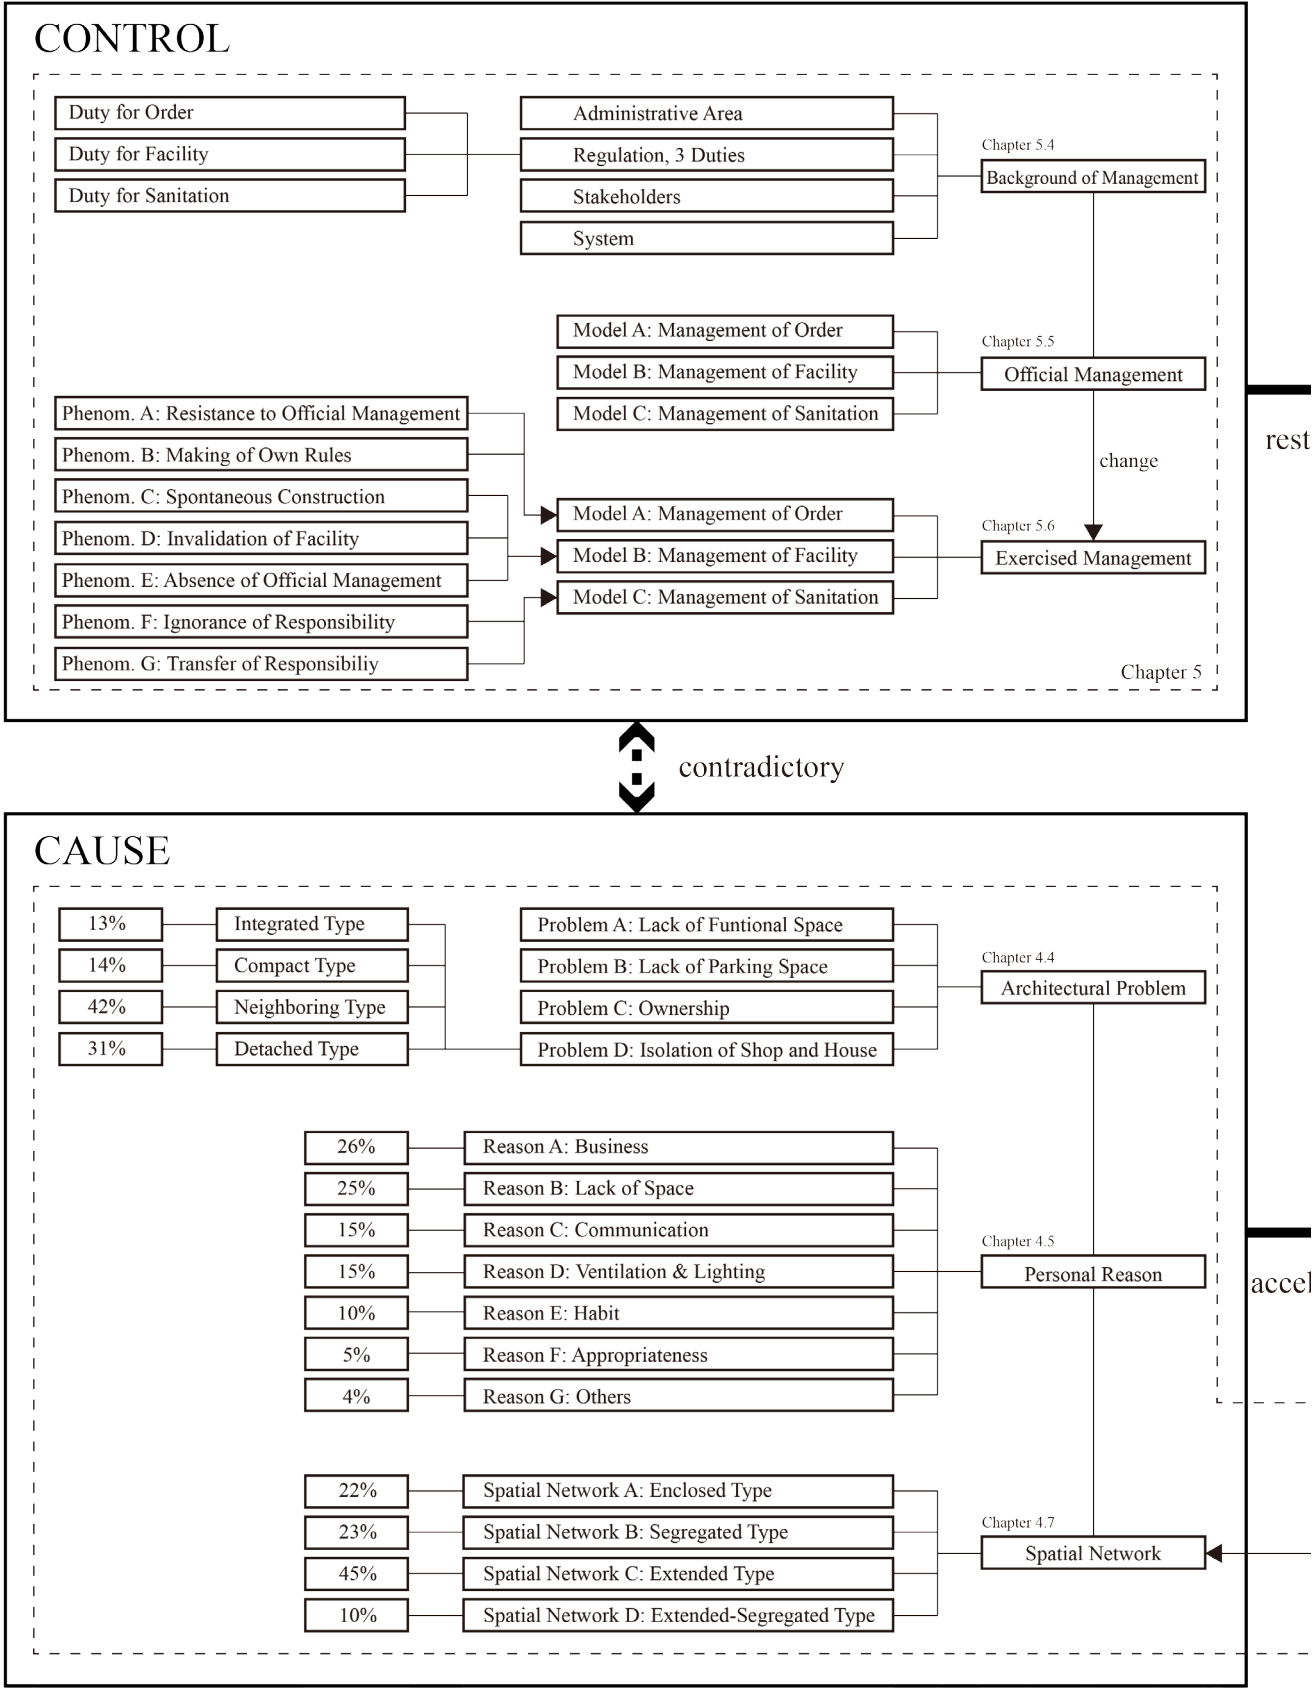 CONTROL
Duty for Order
Duty for Facility
Duty for Sanitation
Administrative Area
Regulation, 3 Duties
Stakeholders
System
Chapter 5.4
Background of Management
Model A: Management of Order
Model B: Management of Facility
Model C: Management of Sanitation
Chapter 5.5
Official Management
change
Phenom. A: Resistance to Official Management
Phenom. B: Making of Own Rules
Phenom. C: Spontaneous Construction
Phenom. D: Invalidation of Facility
Phenom. E: Absence of Official Management
Phenom. F: Ignorance of Responsibility
Phenom. G: Transfer of Responsibiliy
Model A: Management of Order
Model B: Management of Facility
Model C: Management of Sanitation
Chapter 5.6
Exercised Management
Chapter 5
rest
contradictory
CAUSE
13% Integrated Type
14% Compact Type
42% Neighboring Type
31% Detached Type
Problem A: Lack of Funtional Space
Problem B: Lack of Parking Space
Problem C: Ownership
Problem D: Isolation of Shop and House
Chapter 4.4
Architectural Problem
26% Reason A: Business
25% Reason B: Lack of Space
15% Reason C: Communication
15% Reason D: Ventilation & Lighting
10% Reason E: Habit
5% Reason F: Appropriateness
4% Reason G: Others
Chapter 4.5
Personal Reason
accel
22% Spatial Network A: Enclosed Type
23% Spatial Network B: Segregated Type
45% Spatial Network C: Extended Type
10% Spatial Network D: Extended-Segregated Type
Chapter 4.7
Spatial Network